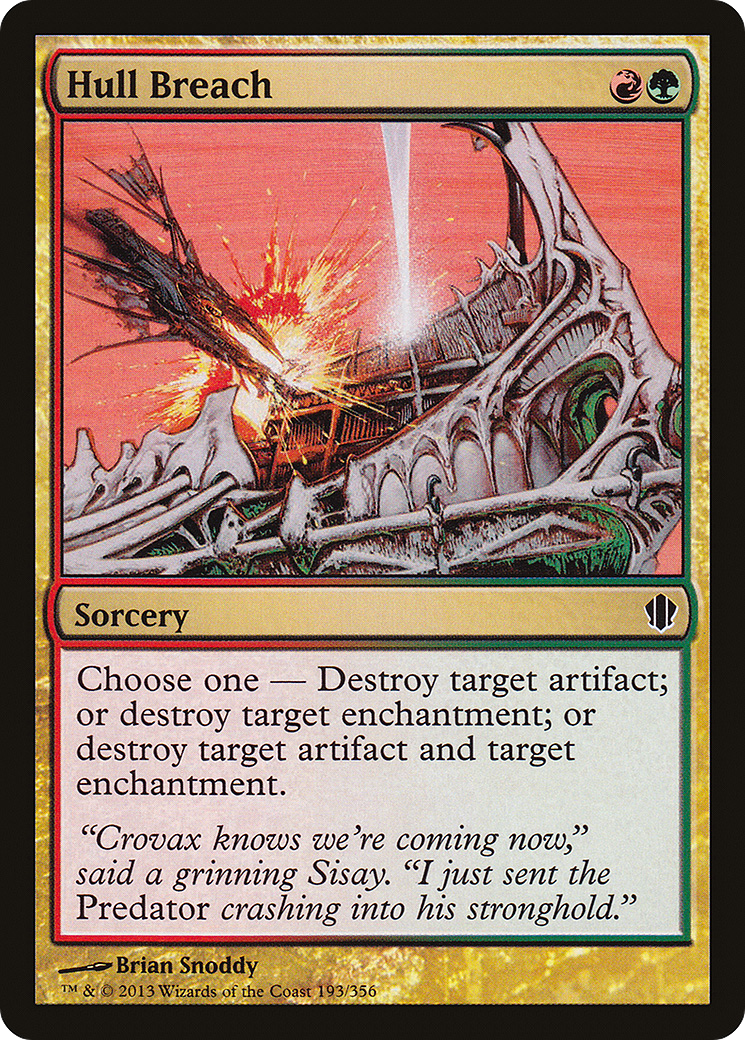 Hull Breach
Sorcery
Choose one — Destroy target artifact;
or destroy target enchantment; or
destroy target artifact and target
enchantment.
“Crovax knows we’re coming now,”
said a grinning Sisay. “I just sent the
Predator crashing into his stronghold.”
Brian Snoddy
™ & © 2013 Wizards of the Coast 193/356